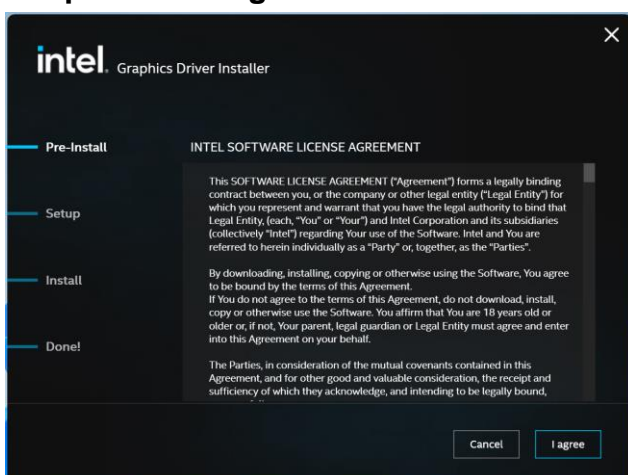 intel. Graphics Driver Installer
Pre-Install
Setup
Install
Done!
INTEL SOFTWARE LICENSE AGREEMENT
This SOFTWARE LICENSE AGREEMENT ("Agreement") forms a legally binding
contract between you, or the company or other legal entity ("Legal Entity") for
which you represent and warrant that you have the legal authority to bind that
Legal Entity, (each, "You" or "Your") and Intel Corporation and its subsidiaries
(collectively "Intel") regarding Your use of the Software. Intel and You are
referred to herein individually as a "Party" or, together, as the "Parties".
By downloading, installing, copying or otherwise using the Software, You agree
to be bound by the terms of this Agreement.
If You do not agree to the terms of this Agreement, do not download, install,
copy or otherwise use the Software. You affirm that You are 18 years old or
older or, if not, Your parent, legal guardian or Legal Entity must agree and enter
into this Agreement on your behalf.
The Parties, in consideration of the mutual covenants contained in this
Agreement, and for other good and valuable consideration, the receipt and
sufficiency of which they acknowledge, and intending to be legally bound,
Cancel
I agree